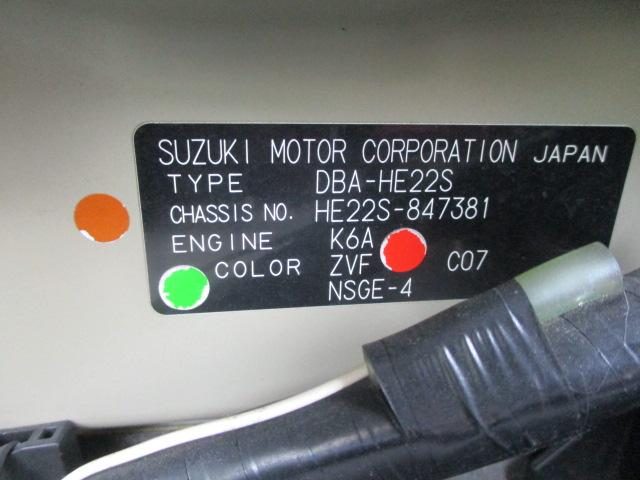 SUZUKI MOTOR CORPORATION JAPAN
TYPE DBA-HE22S
CHASSIS NO. HE22S-847381
ENGINE K6A
COLOR ZVF C07
NSGE-4